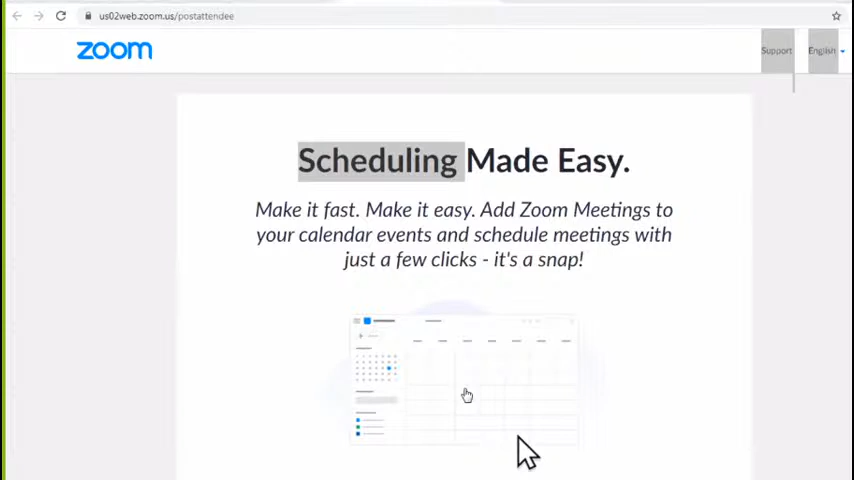 us02web.zoom.us/postattendee
zoom
Support
English
Scheduling Made Easy.
Make it fast. Make it easy. Add Zoom Meetings to
your calendar events and schedule meetings with
just a few clicks - it's a snap!